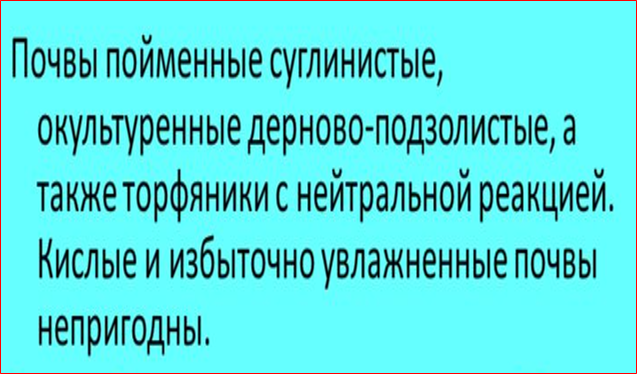 Почвы пойменные суглинистые,
окультуренные дерново-подзолистые, а
также торфяники с нейтральной реакцией.
Кислые и избыточно увлажненные почвы
непригодны.